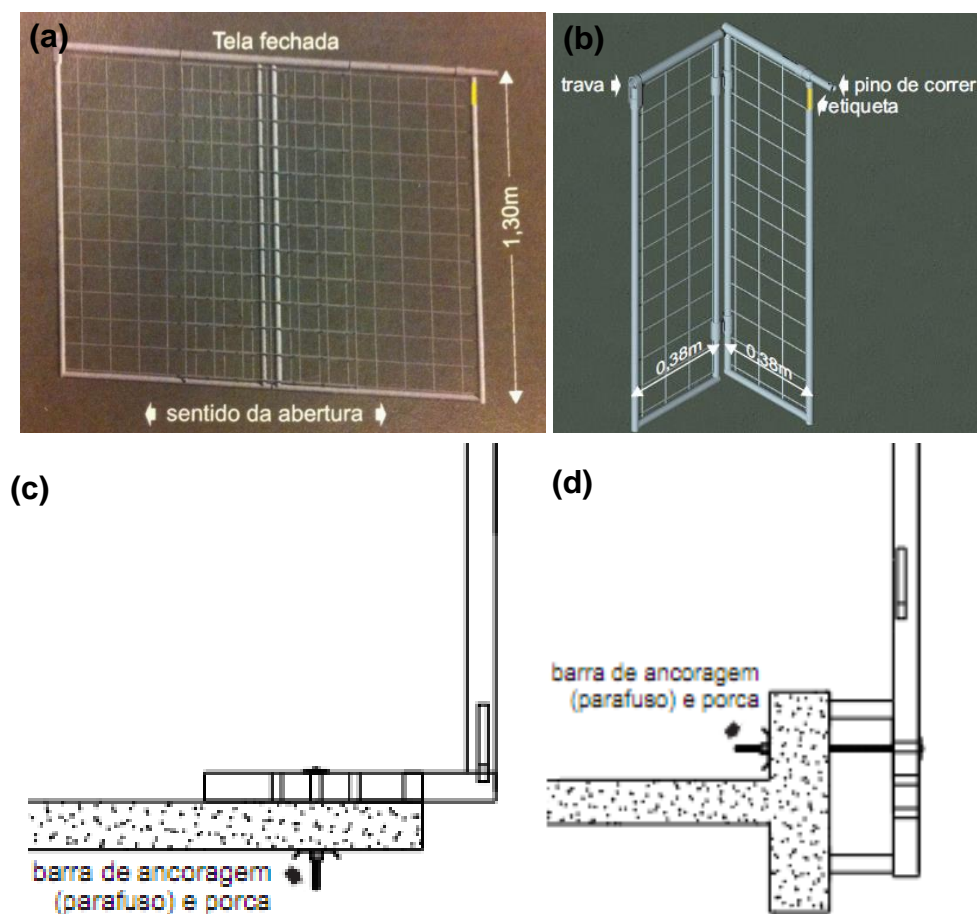 (a)
Tela fechada
1,30m
sentido da abertura
(b)
trava
pino de correr
etiqueta
0,38m
0,38m
(c)
barra de ancoragem
(parafuso) e porca
(d)
barra de ancoragem
(parafuso) e porca